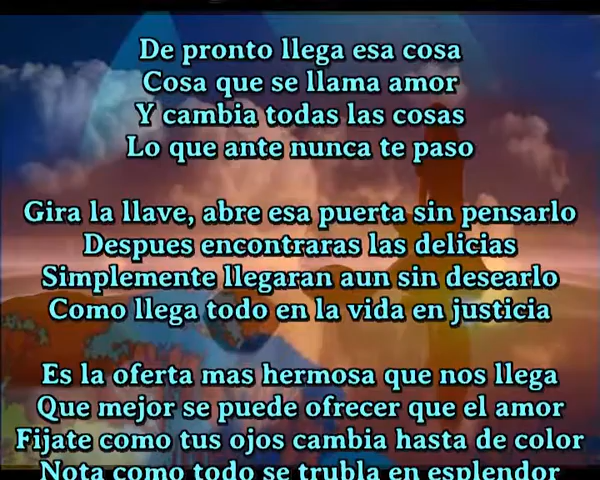 De pronto llega esa cosa
Cosa que se llama amor
Y cambia todas las cosas
Lo que ante nunca te paso
Gira la llave, abre esa puerta sin pensarlo
Despues encontraras las delicias
Simplemente llegaran aun sin desearlo
Como llega todo en la vida en justicia
Es la oferta mas hermosa que nos llega
Que mejor se puede ofrecer que el amor
Fijate como tus ojos cambia hasta de color
Nota como todo se trubla en esplendor